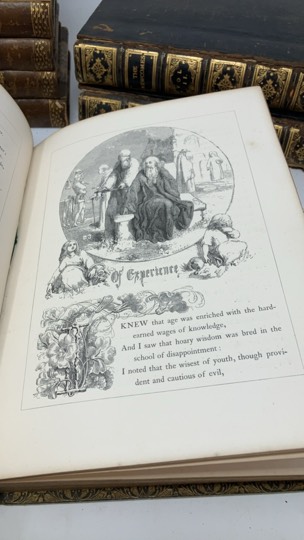 Of Experience
I KNEW that age was enriched with the hard-
earned wages of knowledge,
And I saw that hoary wisdom was bred in the
school of disappointment:
I noted that the wisest of youth, though provi-
dent and cautious of evil,